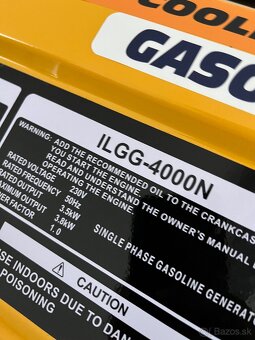 COOL
GASO
ILGG-4000N
WARNING: ADD THE RECOMMENDED OIL TO THE CRANKCAS
YOU START THE ENGINE.
READ AND UNDERSTAND THE OWNER'S MANUAL
OPERATING THE ENGINE.
RATED VOLTAGE 230V
RATED FREQUENCY 50Hz
RATED OUTPUT 3.5kW
MAXIMUM OUTPUT 3.8kW
POWER FACTOR 1.0
SINGLE PHASE GASOLINE GENERATO
CAUTION
SE INDOORS DUE TO DAN
POISONING
Bazos.sk